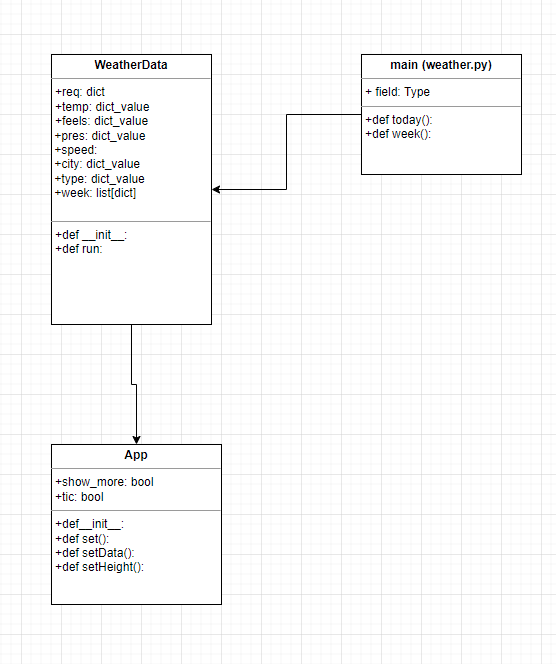 WeatherData
+req: dict
+temp: dict_value
+feels: dict_value
+pres: dict_value
+speed:
+city: dict_value
+type: dict_value
+week: list[dict]
+def __init__:
+def run:
main (weather.py)
+ field: Type
+def today():
+def week():
App
+show_more: bool
+tic: bool
+def__init__:
+def set():
+def setData():
+def setHeight():